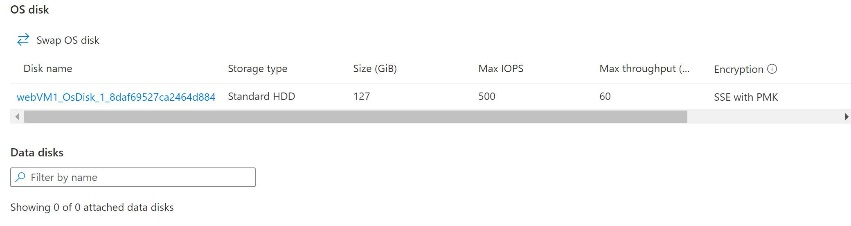 OS disk
Swap OS disk
Disk name Storage type Size (GiB) Max IOPS Max throughput (... Encryption
webVM1_OsDisk_1_8daf69527ca2464d884 Standard HDD 127 500 60 SSE with PMK
Data disks
Filter by name
Showing 0 of 0 attached data disks